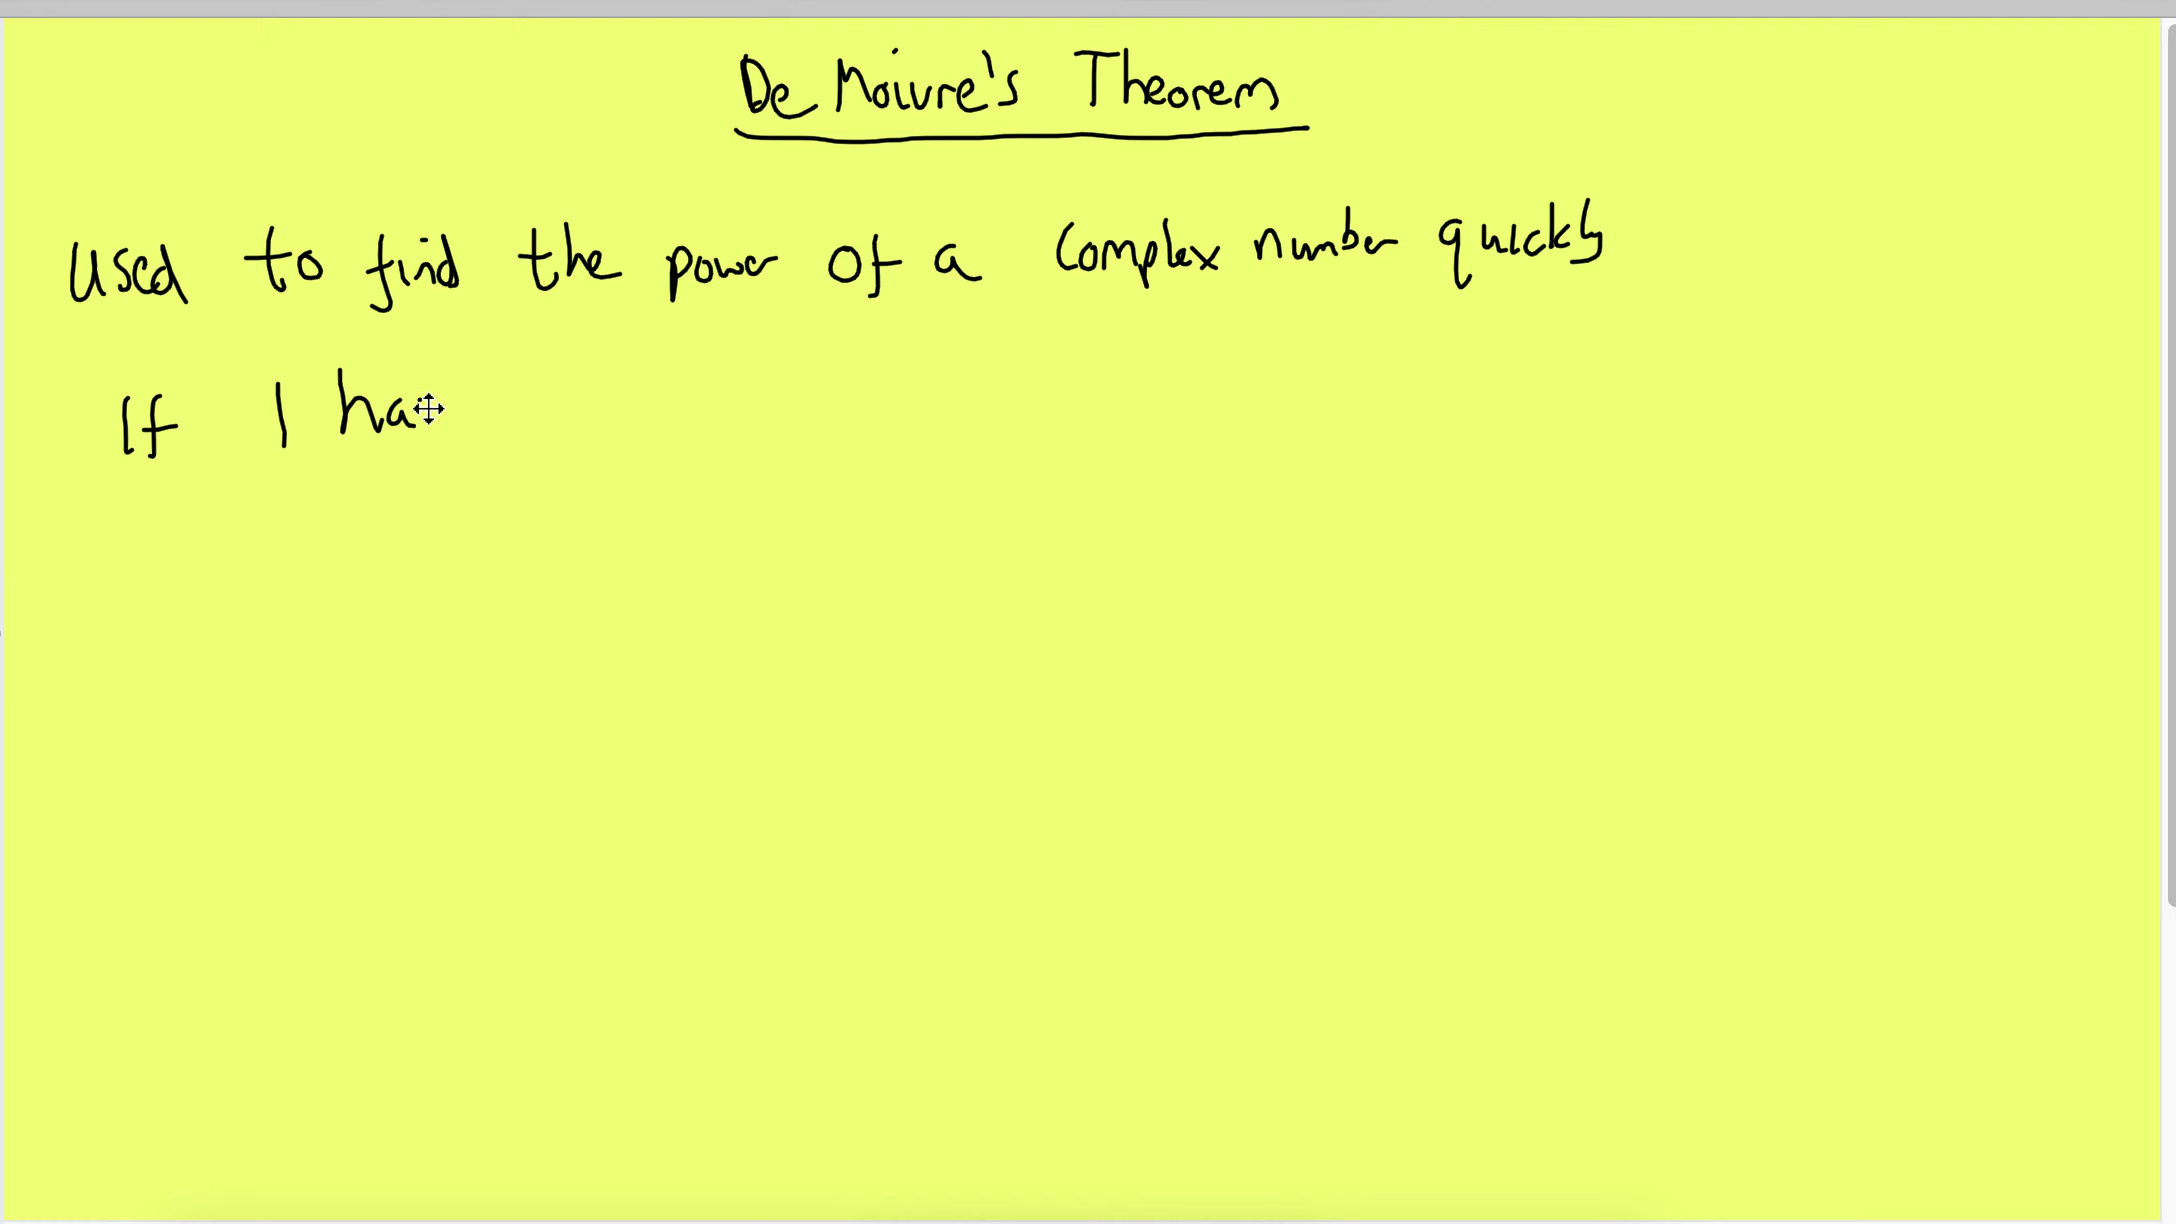 De Moivre's Theorem
Used to find the power of a complex number quickly
If I ha